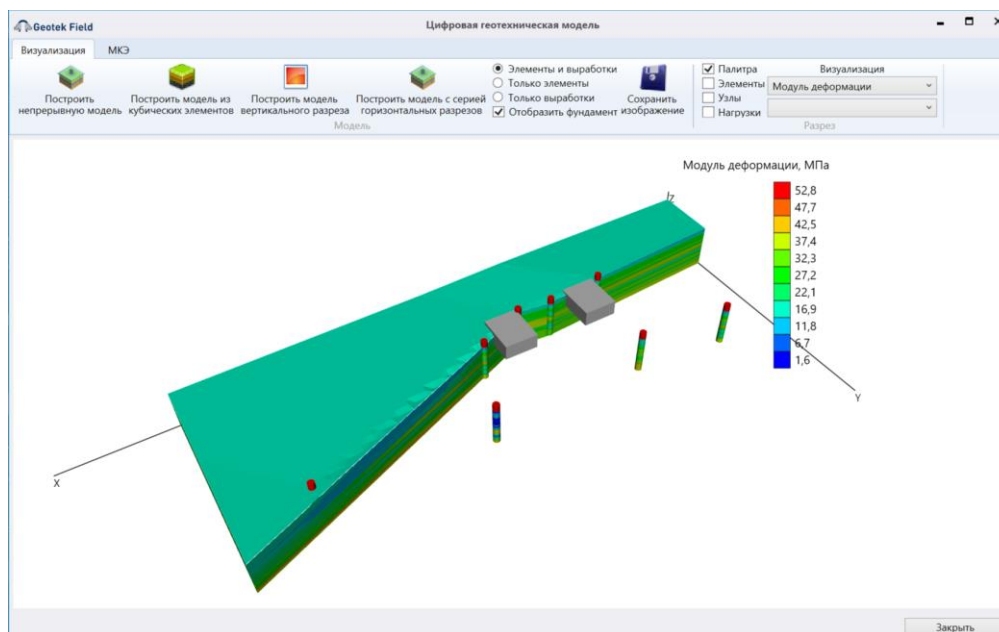 Geotek Field
Цифровая геотехническая модель
Визуализация МКЭ
Построить непрерывную модель
Построить модель из кубических элементов
Построить модель вертикального разреза
Построить модель с серией горизонтальных разрезов
Элементы и выработки
Только элементы
Только выработки
Отобразить фундамент
Сохранить изображение
Модель
Палитра
Элементы
Узлы
Нагрузки
Визуализация
Модуль деформации
Разрез
Модуль деформации, МПа
52,8
47,7
42,5
37,4
32,3
27,2
22,1
16,9
11,8
6,7
1,6
Z
Y
X
Закрыть